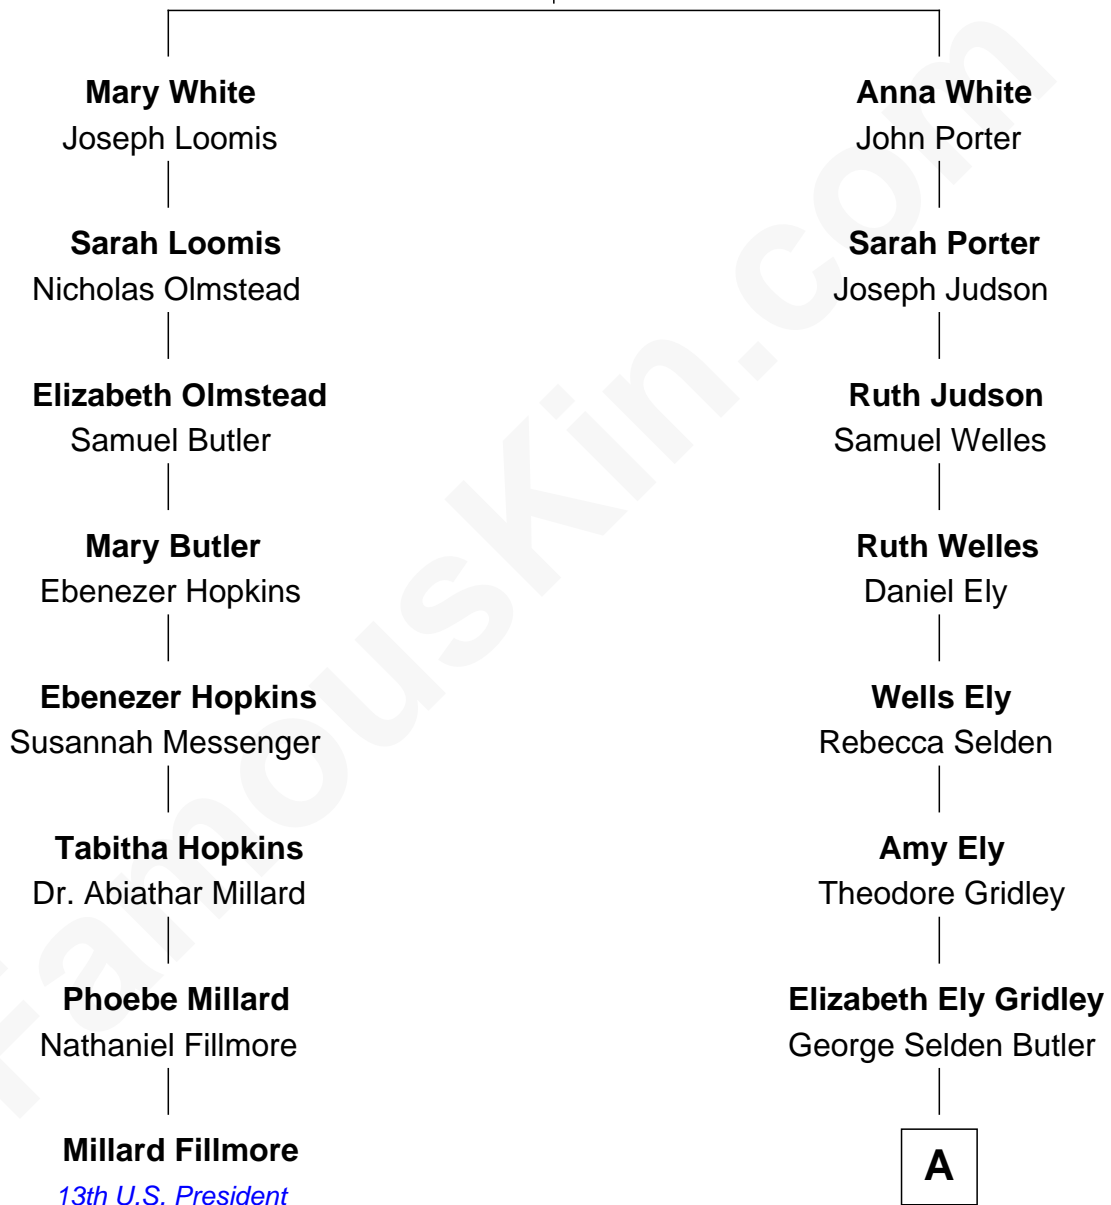 Mary White
Joseph Loomis
Sarah Loomis
Nicholas Olmstead
Elizabeth Olmstead
Samuel Butler
Mary Butler
Ebenezer Hopkins
Ebenezer Hopkins
Susannah Messenger
Tabitha Hopkins
Dr. Abiathar Millard
Phoebe Millard
Nathaniel Fillmore
Millard Fillmore
13th U.S. President
Anna White
John Porter
Sarah Porter
Joseph Judson
Ruth Judson
Samuel Welles
Ruth Welles
Daniel Ely
Wells Ely
Rebecca Selden
Amy Ely
Theodore Gridley
Elizabeth Ely Gridley
George Selden Butler
A
FamousKin.com